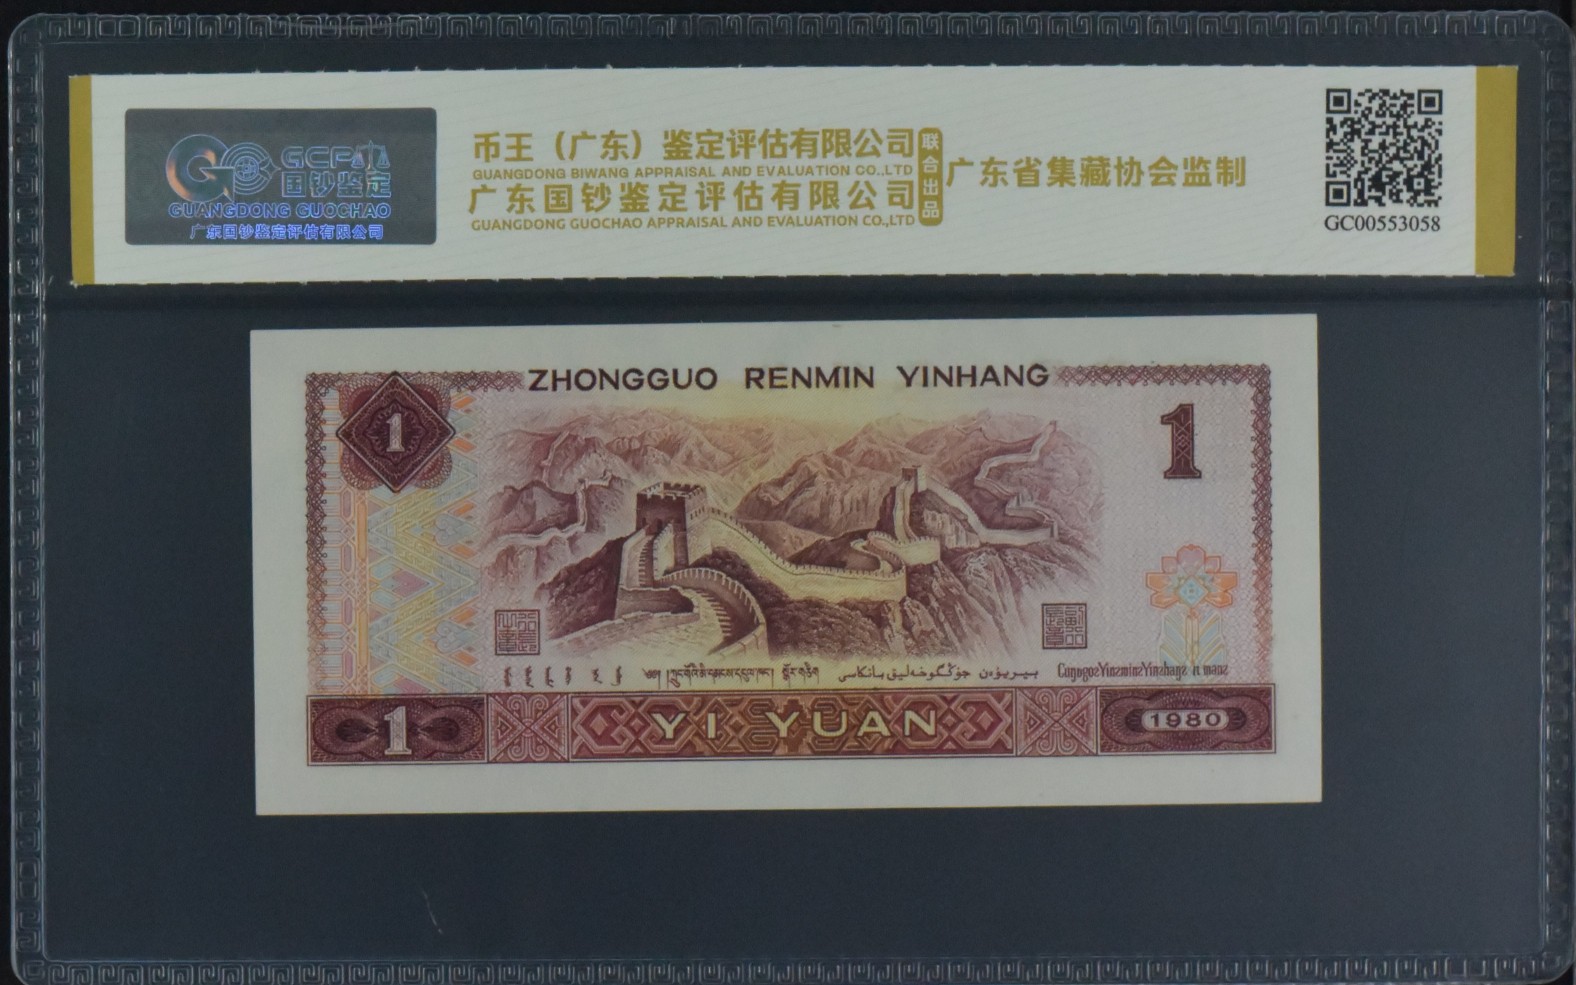 GCPA
国钞鉴定
GUANGDONG GUOCHAO
广东国钞鉴定评估有限公司
币王（广东）鉴定评估有限公司
GUANGDONG BIWANG APPRAISAL AND EVALUATION CO.,LTD
广东国钞鉴定评估有限公司
GUANGDONG GUOCHAO APPRAISAL AND EVALUATION CO.,LTD
联合出品
广东省集藏协会监制
GC00553058
ZHONGGUO RENMIN YINHANG
1
1
1
YI YUAN
1980